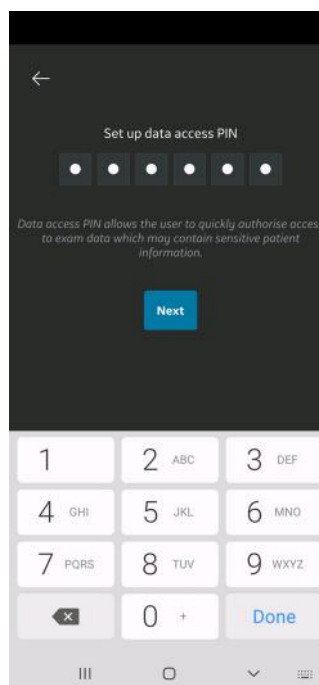 Set up data access PIN
Data access PIN allows the user to quickly authorise access
to exam data which may contain sensitive patient
information.
Next
1 2 ABC 3 DEF
4 GHI 5 JKL 6 MNO
7 PQRS 8 TUV 9 WXYZ
0 + Done